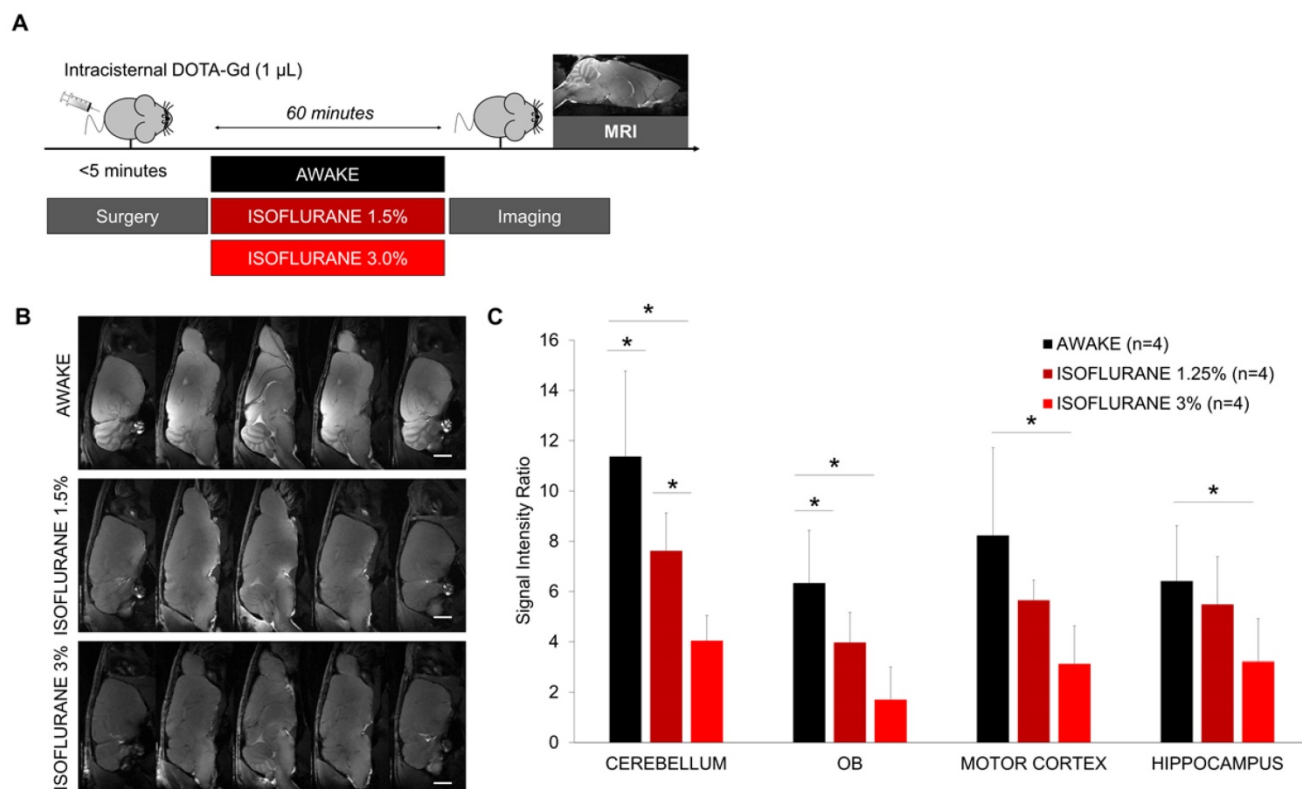 A
Intracisternal DOTA-Gd (1 µL)
60 minutes
MRI
<5 minutes
AWAKE
Surgery
ISOFLURANE 1.5%
Imaging
ISOFLURANE 3.0%
B
AWAKE
ISOFLURANE 1.5%
ISOFLURANE 3%
C
Signal Intensity Ratio
16
14
12
10
8
6
4
2
0
*
*
*
*
*
*
*
AWAKE (n=4)
ISOFLURANE 1.25% (n=4)
ISOFLURANE 3% (n=4)
CEREBELLUM
OB
MOTOR CORTEX
HIPPOCAMPUS